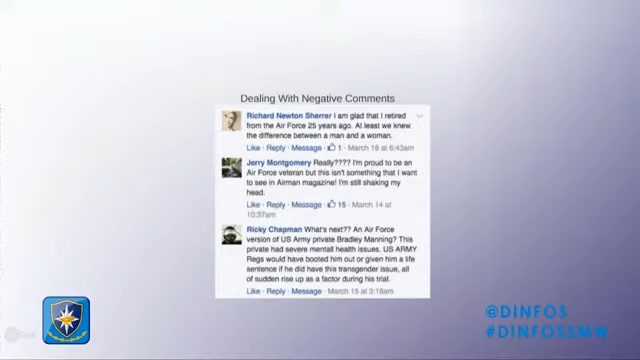 Dealing With Negative Comments
Richard Newton Sherrer I am glad that I retired
from the Air Force 25 years ago. At least we knew
the difference between a man and a woman.
Like · Reply · Message · 1 · March 16 at 6:43am
Jerry Montgomery Really???? I'm proud to be an
Air Force veteran but this isn't something that I want
to see in Airman magazine! I'm still shaking my
head.
Like · Reply · Message · 15 · March 14 at
10:37am
Ricky Chapman What's next?? An Air Force
version of US Army private Bradley Manning? This
private had severe mentall health issues. US ARMY
Regs would have booted him out or given him a life
sentence if he did have this transgender issue, all
of sudden rise up as a factor during his trial.
Like · Reply · Message · March 15 at 3:18am
@DINFOS
#DINFOSSMW